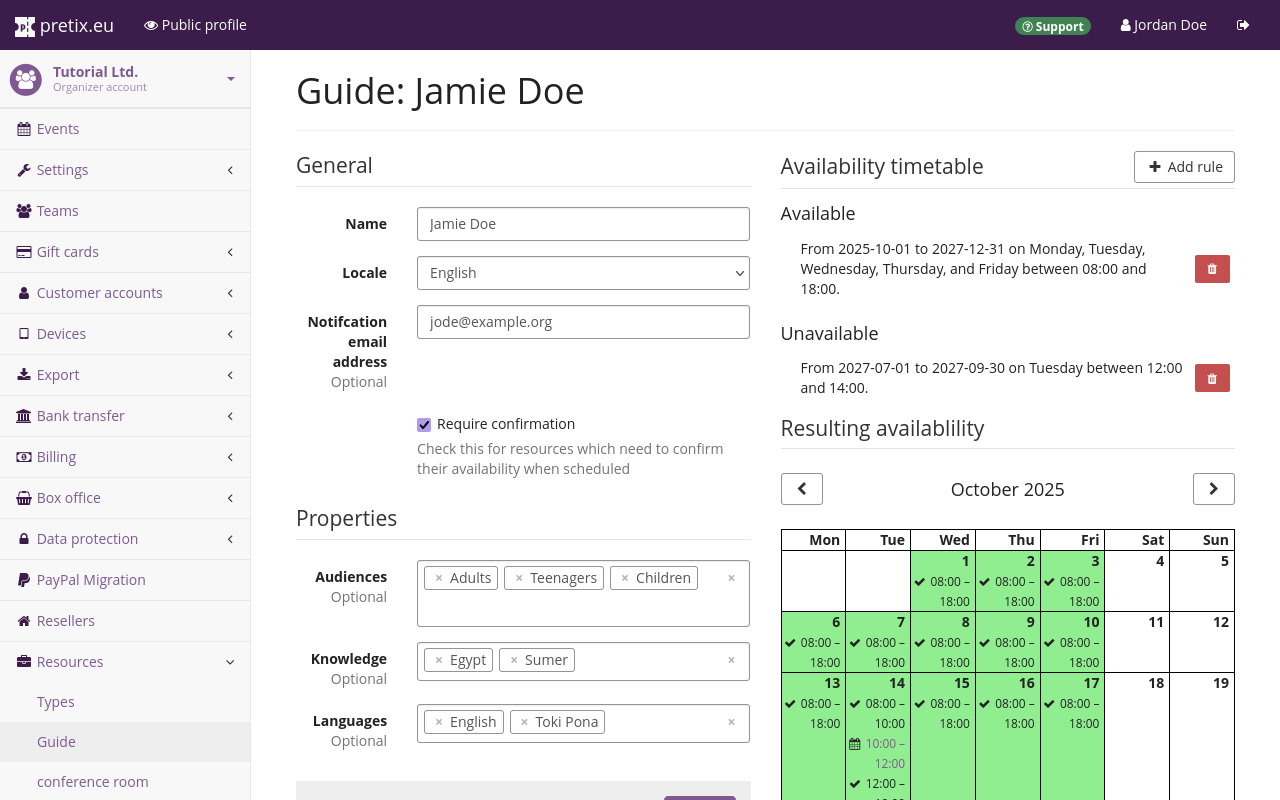 pretix.eu
Public profile
Support
Jordan Doe
Tutorial Ltd.
Organizer account
Events
Settings
Teams
Gift cards
Customer accounts
Devices
Export
Bank transfer
Billing
Box office
Data protection
PayPal Migration
Resellers
Resources
Types
Guide
conference room
Guide: Jamie Doe
General
Name
Jamie Doe
Locale
English
Notifcation
email
address
Optional
jode@example.org
Require confirmation
Check this for resources which need to confirm
their availability when scheduled
Properties
Audiences
Optional
× Adults × Teenagers × Children ×
Knowledge
Optional
× Egypt × Sumer ×
Languages
Optional
× English × Toki Pona ×
Availability timetable
Add rule
Available
From 2025-10-01 to 2027-12-31 on Monday, Tuesday,
Wednesday, Thursday, and Friday between 08:00 and
18:00.
Unavailable
From 2027-07-01 to 2027-09-30 on Tuesday between 12:00
and 14:00.
Resulting availablility
October 2025
Mon Tue Wed Thu Fri Sat Sun
1 2 3 4 5
08:00 – 08:00 – 08:00 –
18:00 18:00 18:00
6 7 8 9 10 11 12
08:00 – 08:00 – 08:00 – 08:00 – 08:00 –
18:00 18:00 18:00 18:00 18:00
13 14 15 16 17 18 19
08:00 – 08:00 – 08:00 – 08:00 – 08:00 –
18:00 10:00 18:00 18:00 18:00
10:00 –
12:00
12:00 –